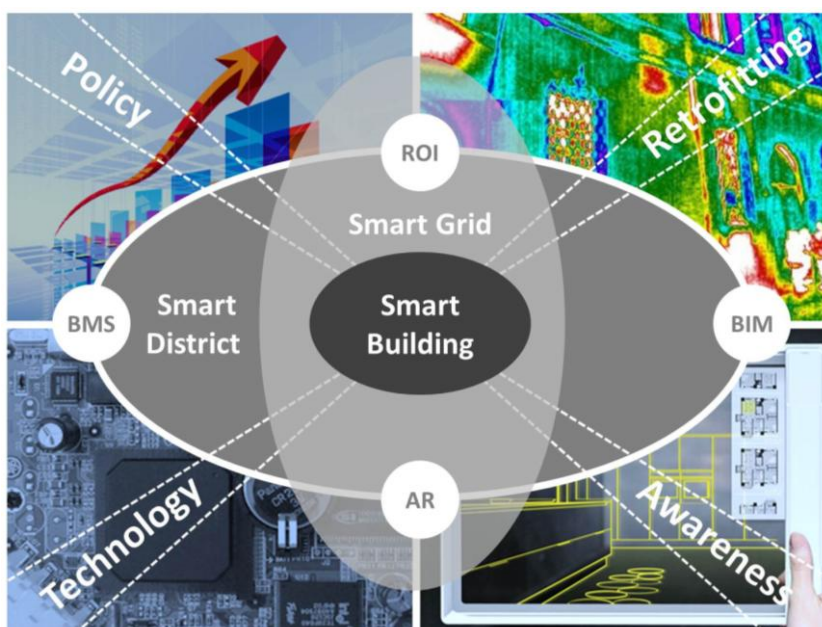 Policy
Retrofitting
ROI
Smart Grid
BMS
Smart
District
Smart
Building
BIM
AR
Technology
Awareness